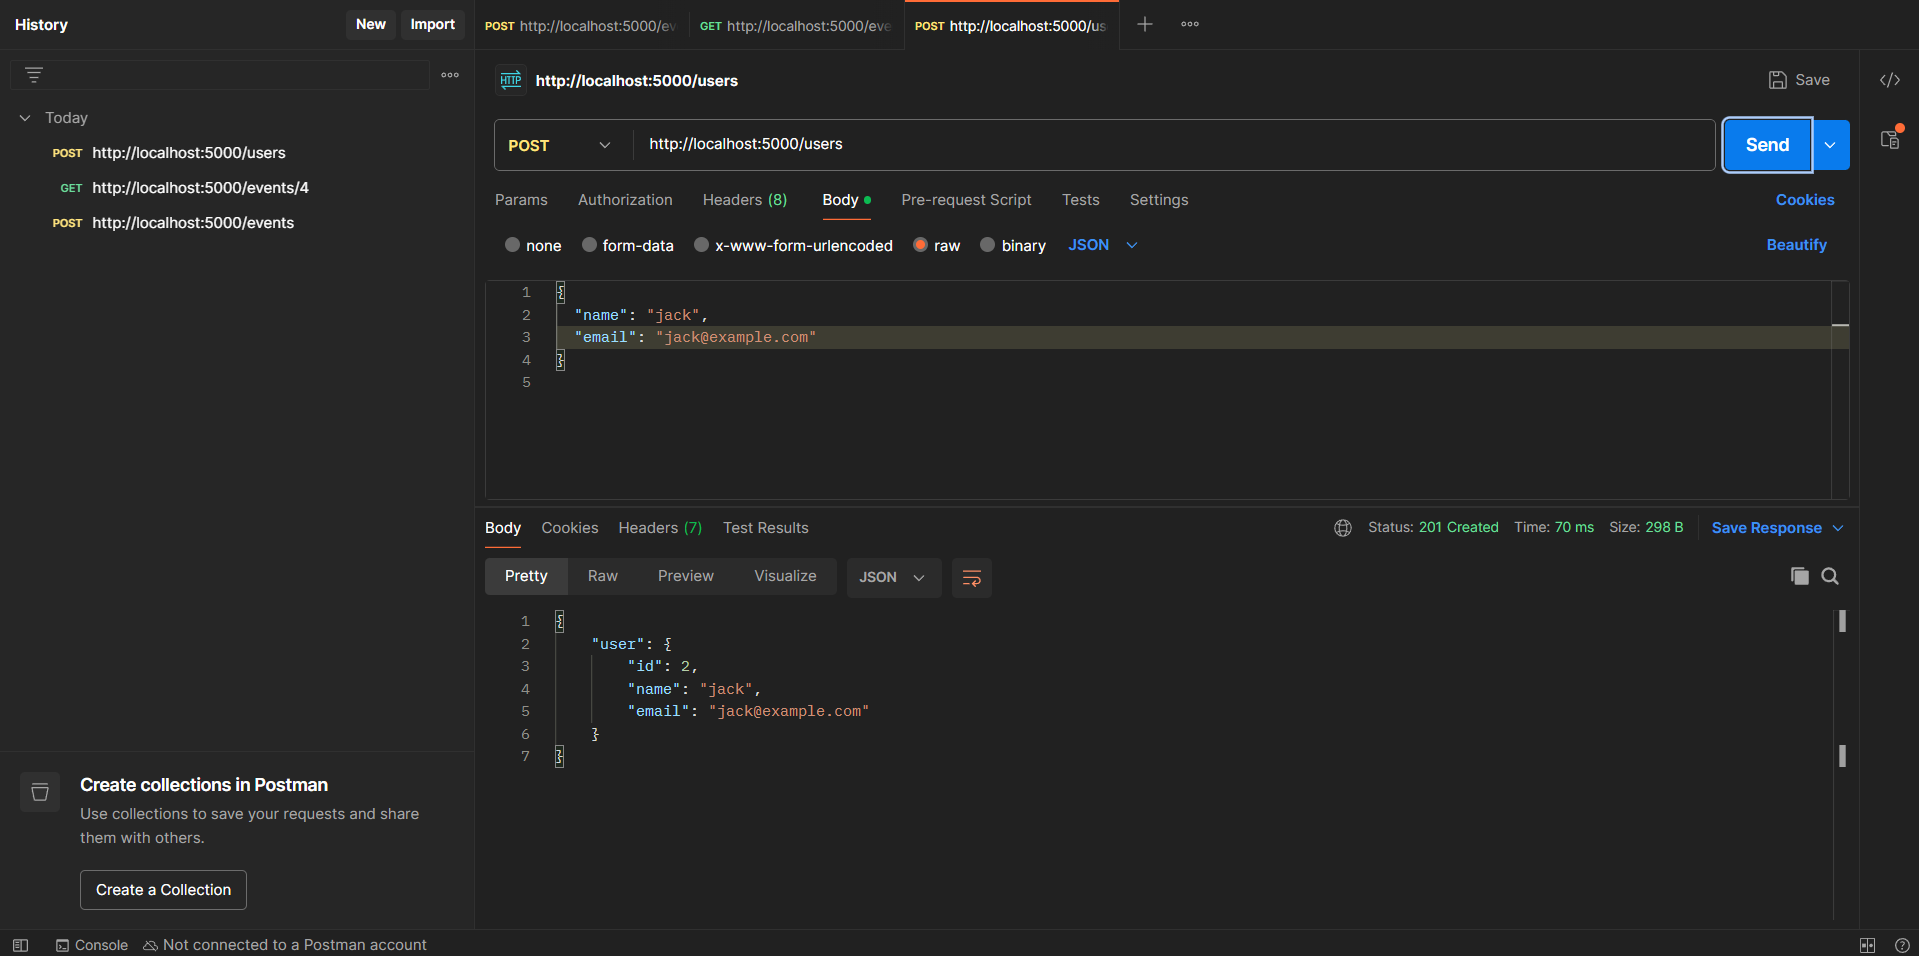 History
New
Import
POST http://localhost:5000/ev
GET http://localhost:5000/eve
POST http://localhost:5000/us
Today
POST http://localhost:5000/users
GET http://localhost:5000/events/4
POST http://localhost:5000/events
HTTP http://localhost:5000/users
Save
POST http://localhost:5000/users
Send
Params Authorization Headers (8) Body Pre-request Script Tests Settings Cookies
none form-data x-www-form-urlencoded raw binary JSON Beautify
1 {
2 "name": "jack",
3 "email": "jack@example.com"
4 }
5
Body Cookies Headers (7) Test Results Status: 201 Created Time: 70 ms Size: 298 B Save Response
Pretty Raw Preview Visualize JSON
1 {
2 "user": {
3 "id": 2,
4 "name": "jack",
5 "email": "jack@example.com"
6 }
7 }
Create collections in Postman
Use collections to save your requests and share
them with others.
Create a Collection
Console Not connected to a Postman account